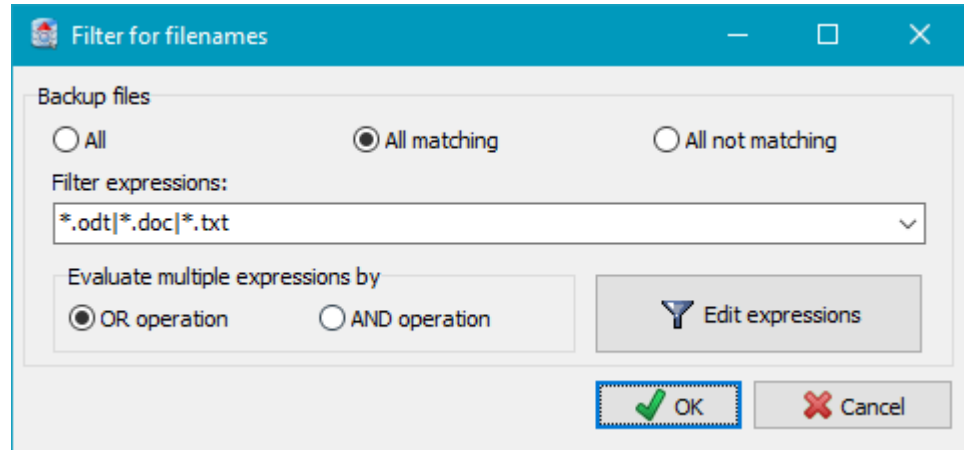 Filter for filenames
Backup files
All All matching All not matching
Filter expressions:
*.odt|*.doc|*.txt
Evaluate multiple expressions by
OR operation AND operation Edit expressions
OK Cancel